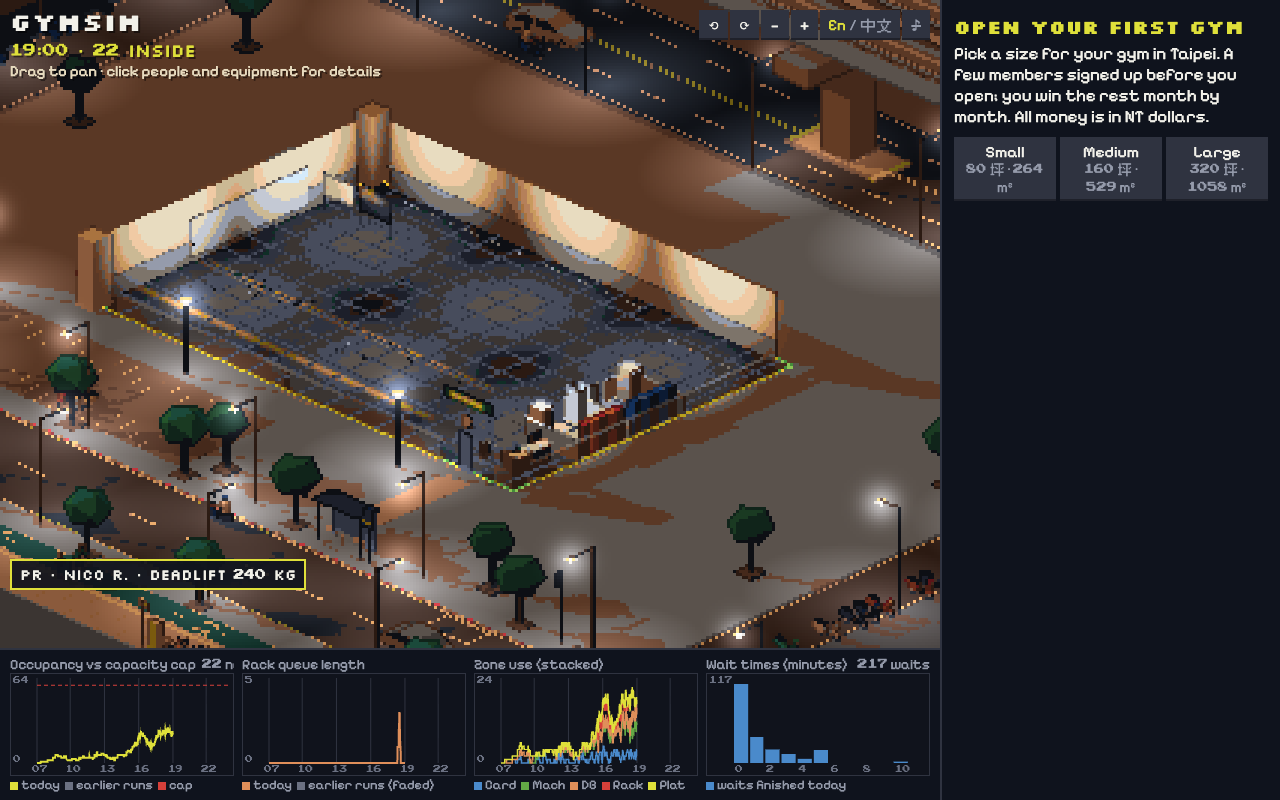 GYMSIM
19:00 · 22 INSIDE
Drag to pan · click people and equipment for details
⟲ ⟳ - + En / 中文 ♪
OPEN YOUR FIRST GYM
Pick a size for your gym in Taipei. A
few members signed up before you
open; you win the rest month by
month. All money is in NT dollars.
Small Medium Large
80 坪 · 264 m² 160 坪 · 529 m² 320 坪 · 1058 m²
PR · NICO R. · DEADLIFT 240 KG
Occupancy vs capacity cap 22 n
64
0
07 10 13 16 19 22
today earlier runs cap
Rack queue length
5
0
07 10 13 16 19 22
today earlier runs (faded)
Zone use (stacked)
24
0
07 10 13 16 19 22
Card Mach DB Rack Plat
Wait times (minutes) 217 waits
117
0 2 4 6 8 10
waits finished today